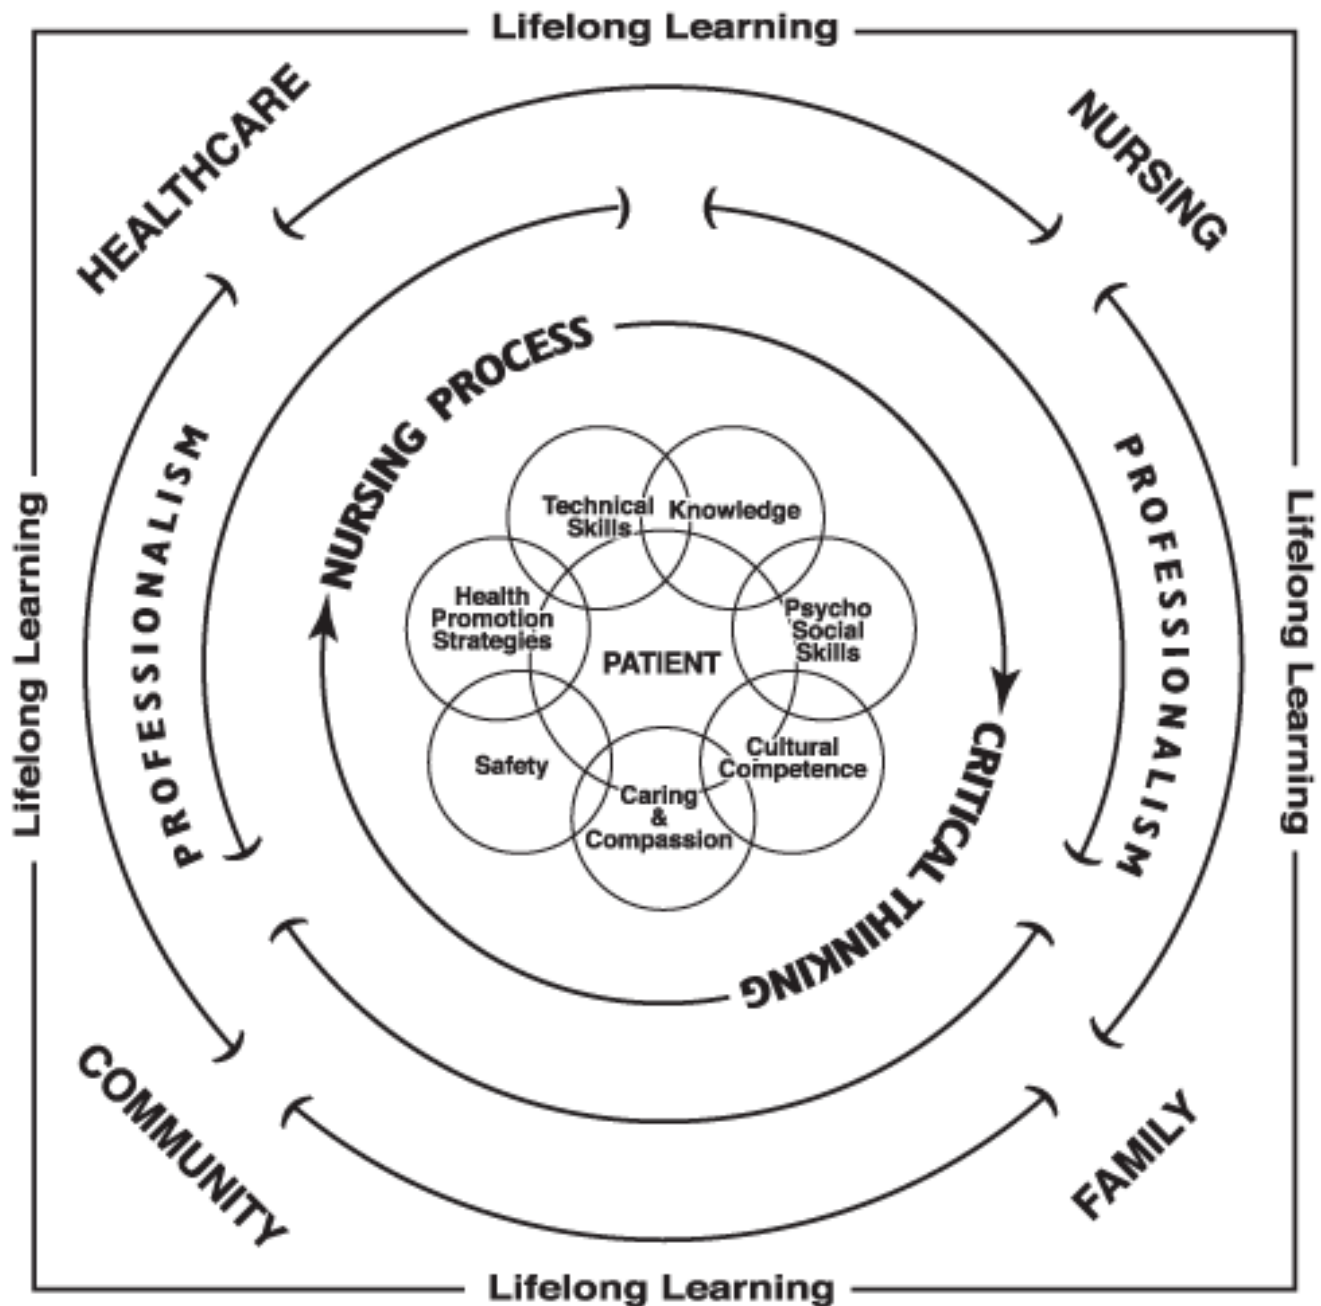 Lifelong Learning
HEALTHCARE
NURSING
NURSING PROCESS
Technical
Skills
Knowledge
Health
Promotion
Strategies
Psycho
Social
Skills
PATIENT
PROFESSIONALISM
PROFESSIONALISM
Lifelong Learning
Lifelong Learning
Safety
Cultural
Competence
Caring
&
Compassion
CRITICAL THINKING
COMMUNITY
FAMILY
Lifelong Learning